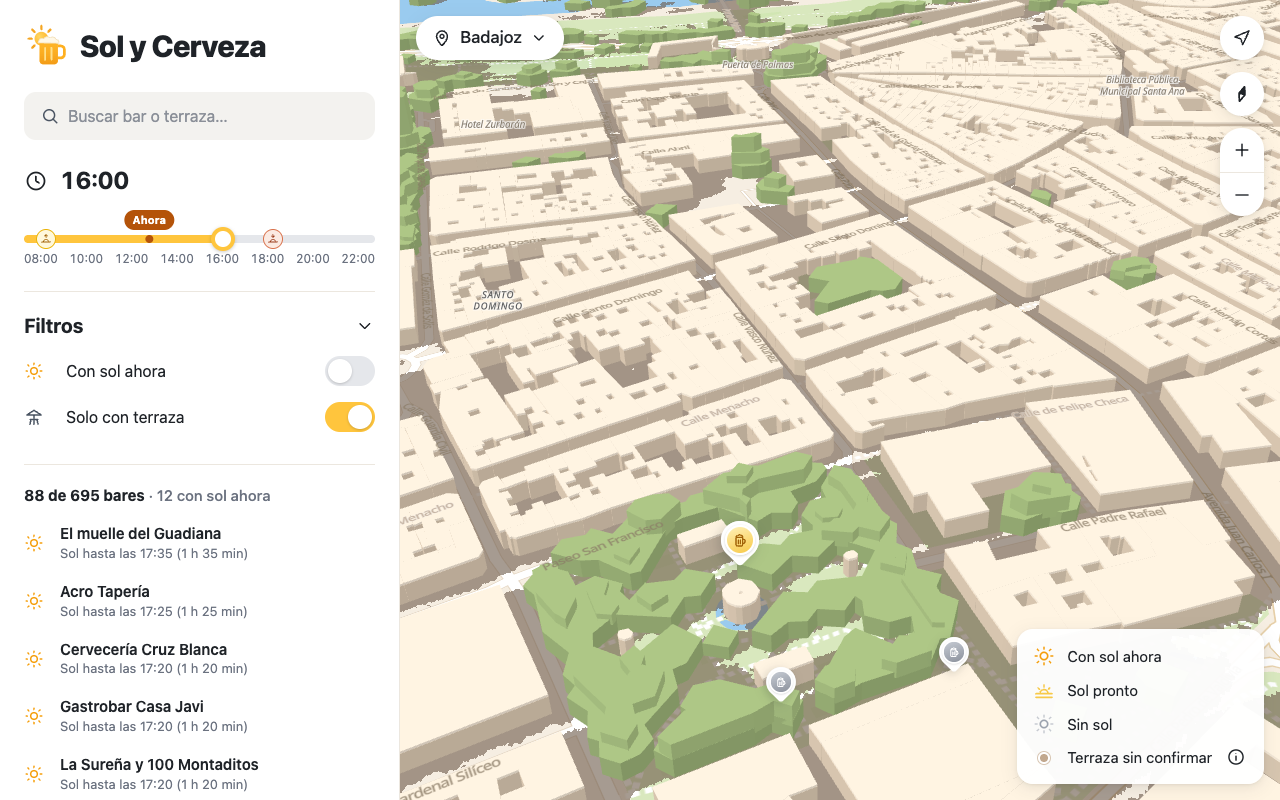 Sol y Cerveza
Buscar bar o terraza...
16:00
Ahora
08:00 10:00 12:00 14:00 16:00 18:00 20:00 22:00
Filtros
Con sol ahora
Solo con terraza
88 de 695 bares · 12 con sol ahora
El muelle del Guadiana
Sol hasta las 17:35 (1 h 35 min)
Acro Tapería
Sol hasta las 17:25 (1 h 25 min)
Cervecería Cruz Blanca
Sol hasta las 17:20 (1 h 20 min)
Gastrobar Casa Javi
Sol hasta las 17:20 (1 h 20 min)
La Sureña y 100 Montaditos
Sol hasta las 17:20 (1 h 20 min)
Badajoz
Puerta de Palmas
Biblioteca Pública
Municipal Santa Ana
Hotel Zurbarán
Calle Abril
SANTO
DOMINGO
Calle Santo Domingo
Calle Vasco Núñez
Calle Menacho
Menacho
de Felipe Checa
Calle Padre Rafael
Paseo San Francisco
Con sol ahora
Sol pronto
Sin sol
Terraza sin confirmar